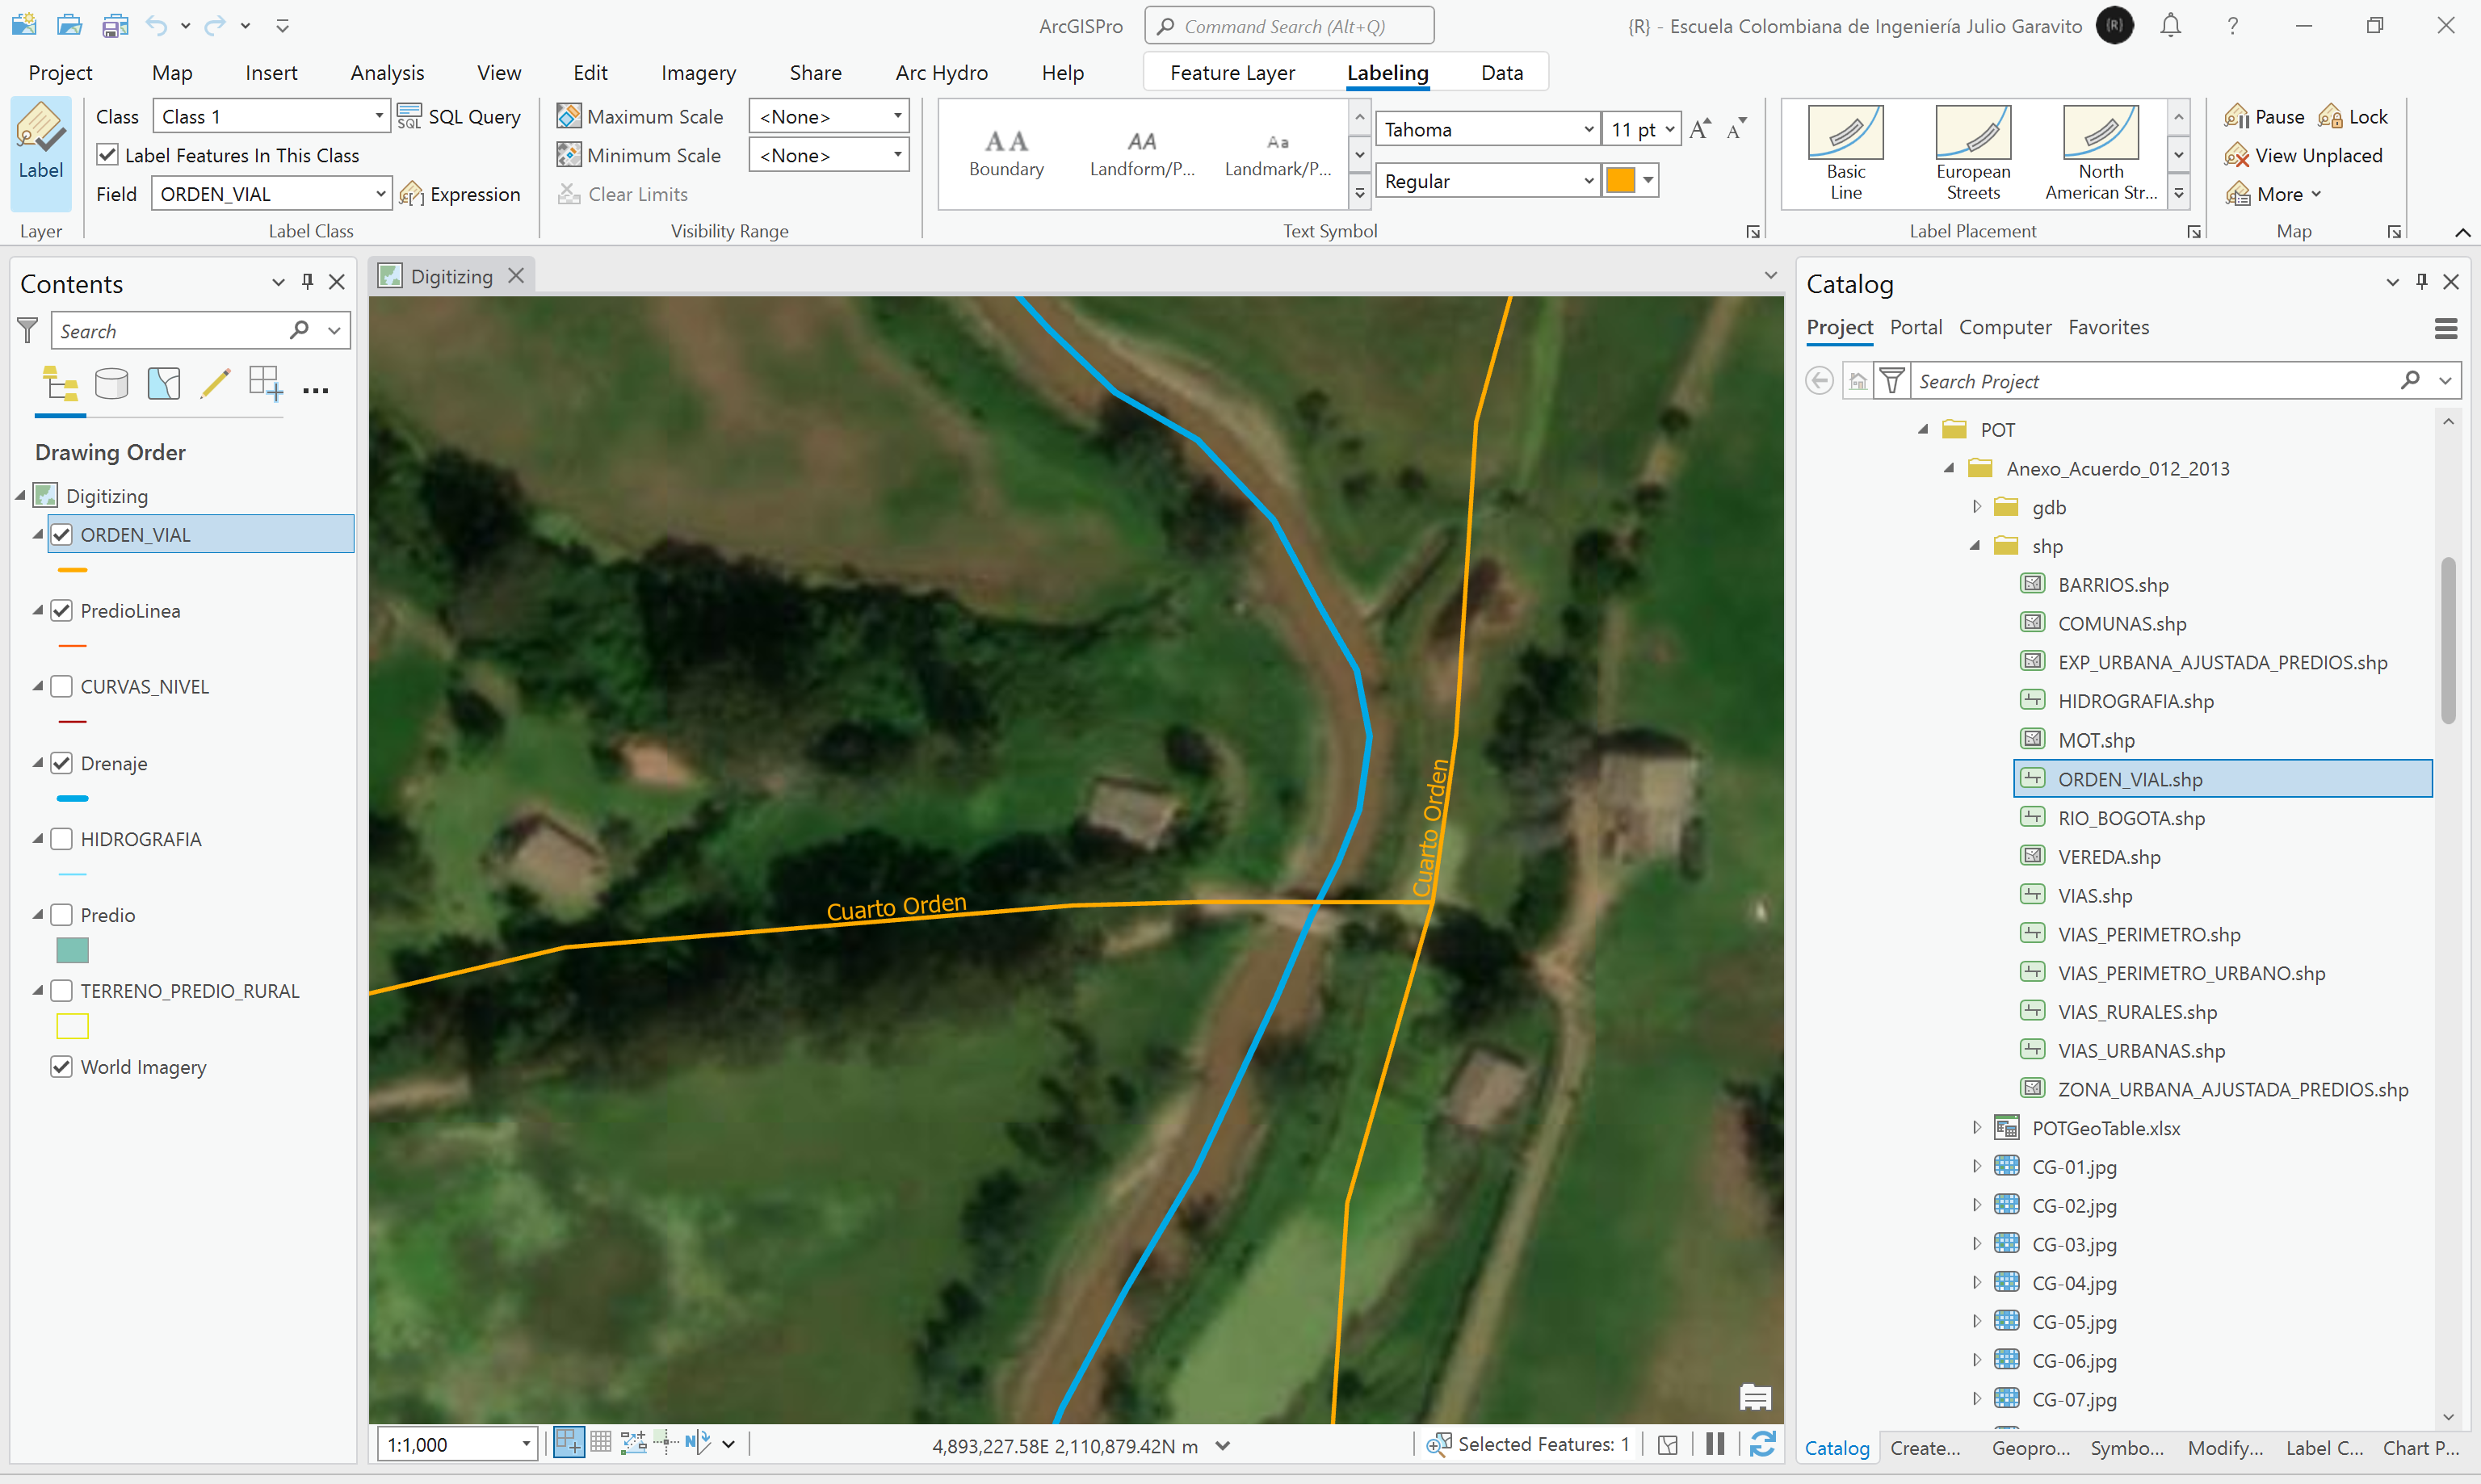 ArcGISPro
Command Search (Alt+Q)
{R} - Escuela Colombiana de Ingeniería Julio Garavito
{R}
Project Map Insert Analysis View Edit Imagery Share Arc Hydro Help Feature Layer Labeling Data
Label
Layer
Class Class 1 SQL SQL Query
Label Features In This Class
Field ORDEN_VIAL Expression
Label Class
Maximum Scale <None>
Minimum Scale <None>
Clear Limits
Visibility Range
AA AA Aa
Boundary Landform/P... Landmark/P...
Tahoma 11 pt
Regular
Text Symbol
Basic Line
European Streets
North American Str...
Label Placement
Pause Lock
View Unplaced
More
Map
Contents
Search
Drawing Order
Digitizing
ORDEN_VIAL
PredioLinea
CURVAS_NIVEL
Drenaje
HIDROGRAFIA
Predio
TERRENO_PREDIO_RURAL
World Imagery
Digitizing
Cuarto Orden
Cuarto Orden
1:1,000
4,893,227.58E 2,110,879.42N m
Selected Features: 1
Catalog
Project Portal Computer Favorites
Search Project
POT
Anexo_Acuerdo_012_2013
gdb
shp
BARRIOS.shp
COMUNAS.shp
EXP_URBANA_AJUSTADA_PREDIOS.shp
HIDROGRAFIA.shp
MOT.shp
ORDEN_VIAL.shp
RIO_BOGOTA.shp
VEREDA.shp
VIAS.shp
VIAS_PERIMETRO.shp
VIAS_PERIMETRO_URBANO.shp
VIAS_RURALES.shp
VIAS_URBANAS.shp
ZONA_URBANA_AJUSTADA_PREDIOS.shp
POTGeoTable.xlsx
CG-01.jpg
CG-02.jpg
CG-03.jpg
CG-04.jpg
CG-05.jpg
CG-06.jpg
CG-07.jpg
Catalog Create... Geopro... Symbo... Modify... Label C... Chart P...